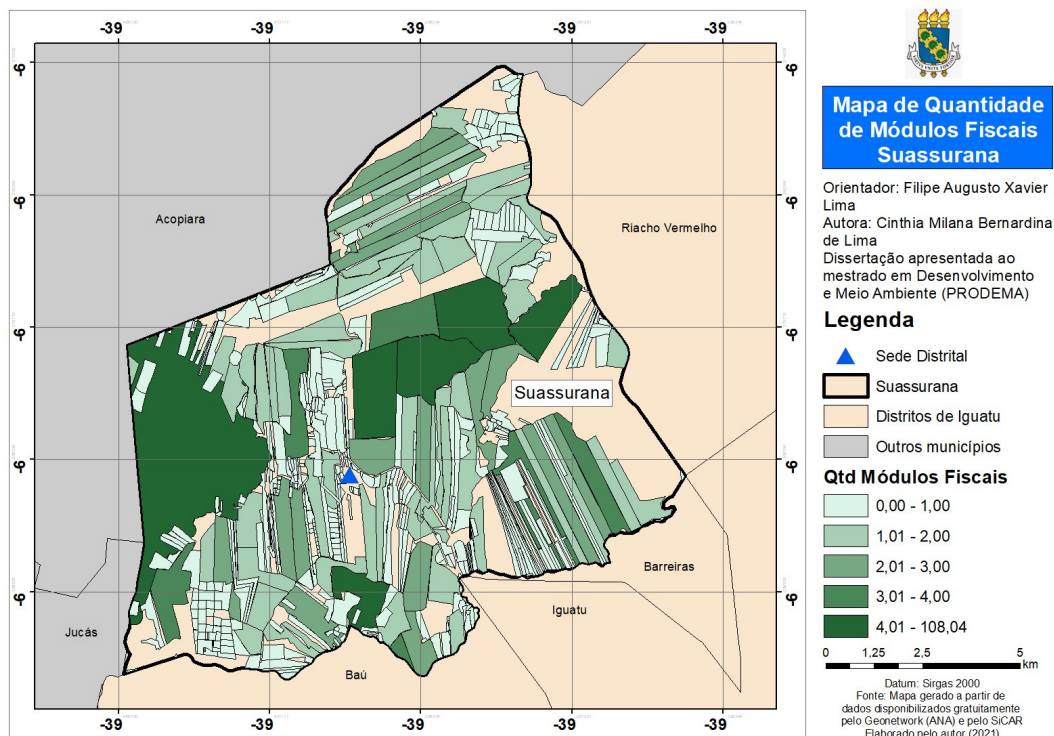 -39 -39 -39 -39 -39
-6 -6
-6 -6
-6 -6
-6 -6
-6 -6
Acopiara
Riacho Vermelho
Suassurana
Barreiras
Iguatu
Jucás
Baú
-39 -39 -39 -39 -39
Mapa de Quantidade
de Módulos Fiscais
Suassurana
Orientador: Filipe Augusto Xavier
Lima
Autora: Cinthia Milana Bernardina
de Lima
Dissertação apresentada ao
mestrado em Desenvolvimento
e Meio Ambiente (PRODEMA)
Legenda
Sede Distrital
Suassurana
Distritos de Iguatu
Outros municípios
Qtd Módulos Fiscais
0,00 - 1,00
1,01 - 2,00
2,01 - 3,00
3,01 - 4,00
4,01 - 108,04
0 1,25 2,5 5
km
Datum: Sirgas 2000
Fonte: Mapa gerado a partir de
dados disponibilizados gratuitamente
pelo Geonetwork (ANA) e pelo SiCAR
Elaborado pelo autor (2021)